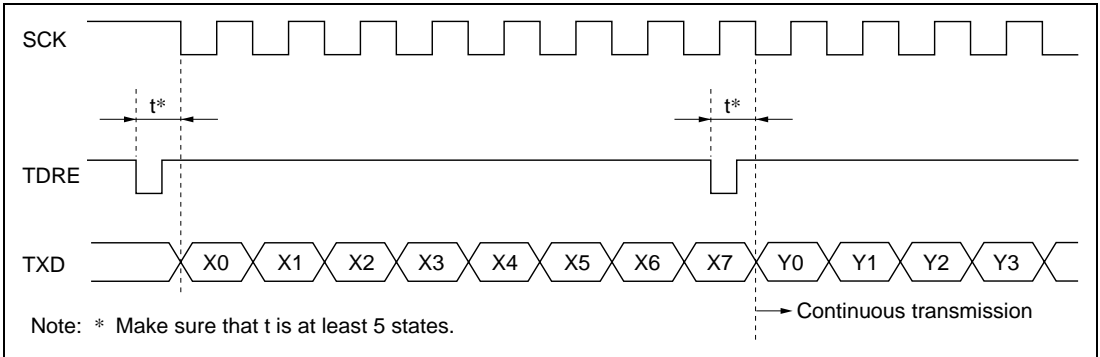 SCK
t* t*
TDRE
TXD X0 X1 X2 X3 X4 X5 X6 X7 Y0 Y1 Y2 Y3
Continuous transmission
Note: * Make sure that t is at least 5 states.